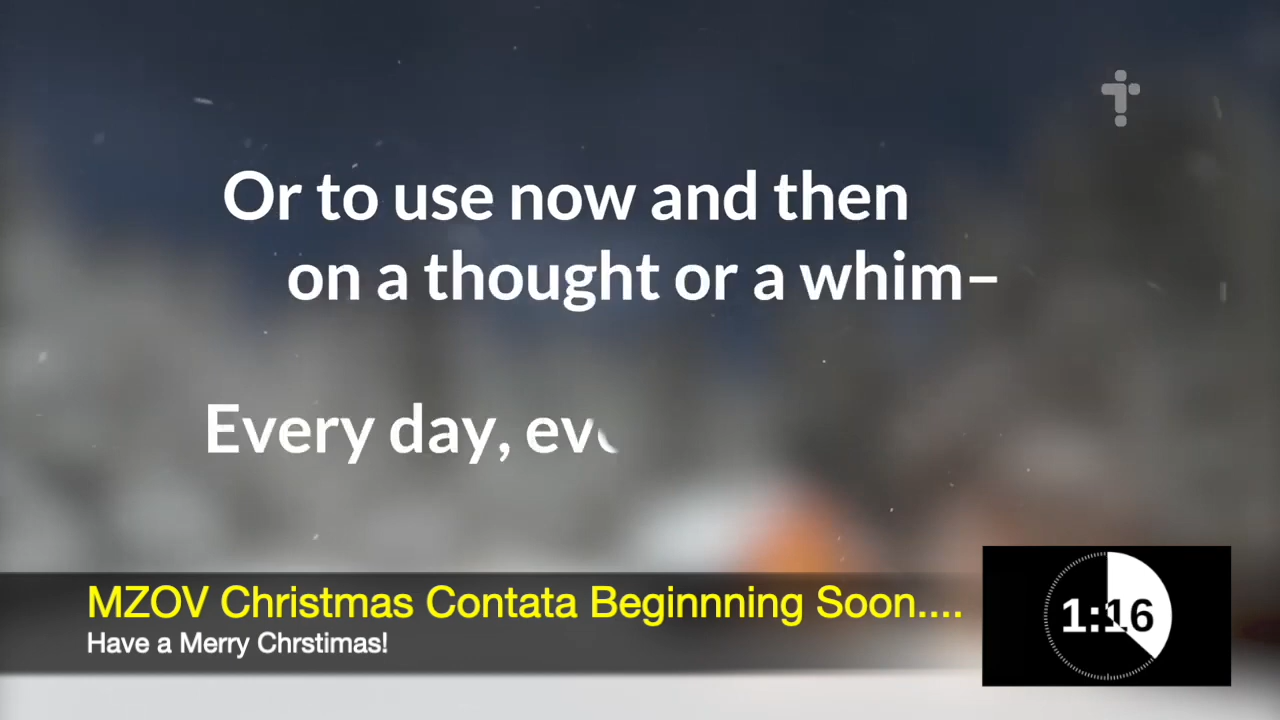 Or to use now and then
on a thought or a whim–
Every day, eve
MZOV Christmas Contata Beginnning Soon....
Have a Merry Chrstimas!
1:16